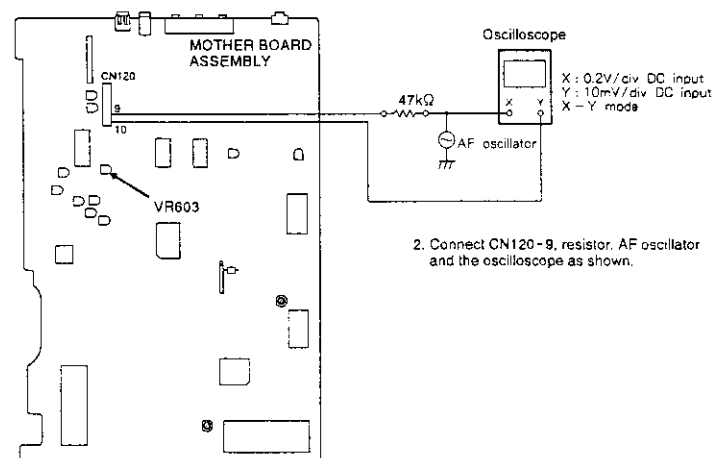 MOTHER BOARD
ASSEMBLY
CN120
9
10
VR603
47kΩ
AF oscillator
Oscilloscope
X
Y
X : 0.2V/div DC input
Y : 10mV/div DC input
X - Y mode
2. Connect CN120-9, resistor, AF oscillator
and the oscilloscope as shown.